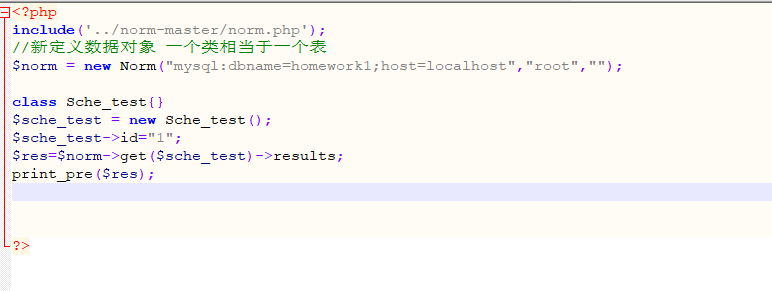 <?php
include('../norm-master/norm.php');
//新定义数据对象 一个类相当于一个表
$norm = new Norm("mysql:dbname=homework1;host=localhost","root","");
class Sche_test{}
$sche_test = new Sche_test();
$sche_test->id="1";
$res=$norm->get($sche_test)->results;
print_pre($res);
?>